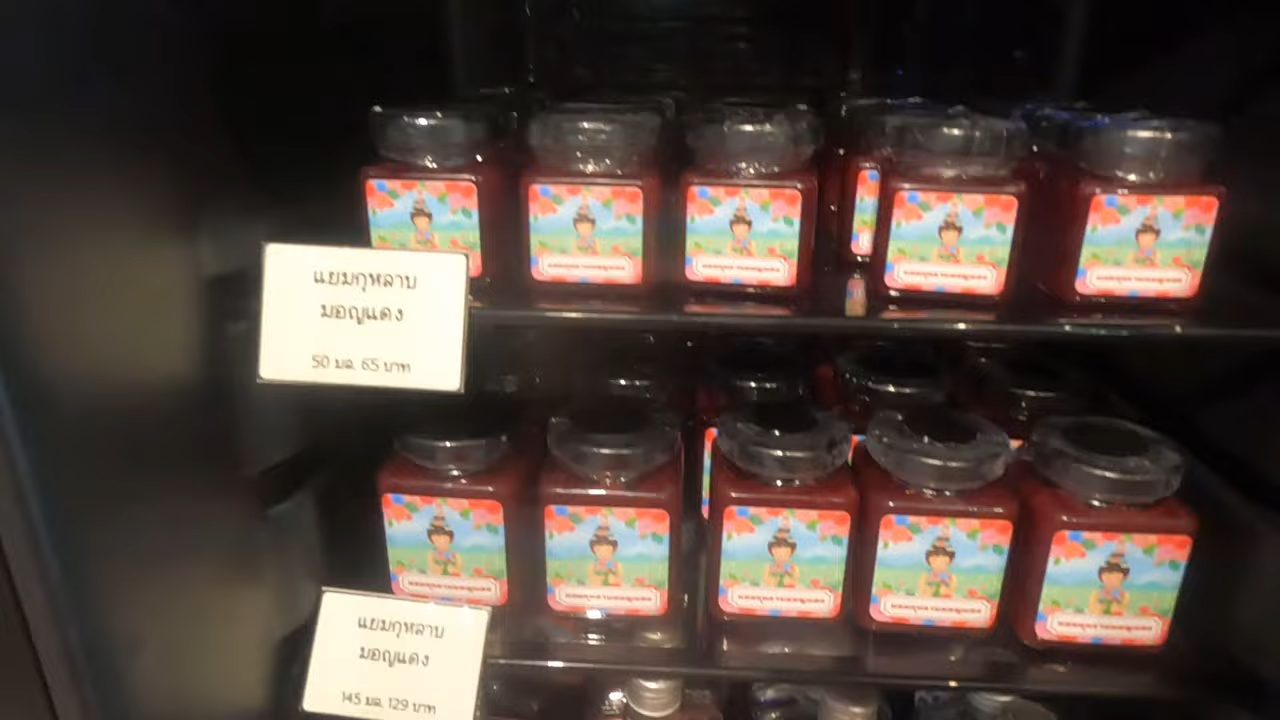 แยมกุหลาบ
มอญแดง
50 มล. 65 บาท
แยมกุหลาบ
มอญแดง
145 มล. 129 บาท